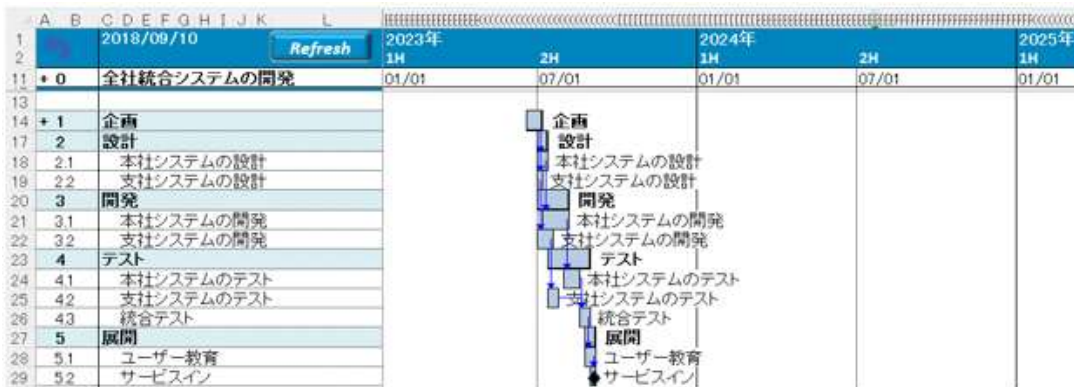 A B C D E F G H I J K L
1 2018/09/10 Refresh 2023年 2024年 2025年
2 1H 2H 1H 2H 1H
11 + 0 全社統合システムの開発 01/01 07/01 01/01 07/01 01/01
13
14 + 1 企画 企画
17 2 設計 設計
18 2.1 本社システムの設計 本社システムの設計
19 2.2 支社システムの設計 支社システムの設計
20 3 開発 開発
21 3.1 本社システムの開発 本社システムの開発
22 3.2 支社システムの開発 支社システムの開発
23 4 テスト テスト
24 4.1 本社システムのテスト 本社システムのテスト
25 4.2 支社システムのテスト 支社システムのテスト
26 4.3 統合テスト 統合テスト
27 5 展開 展開
28 5.1 ユーザー教育 ユーザー教育
29 5.2 サービスイン サービスイン